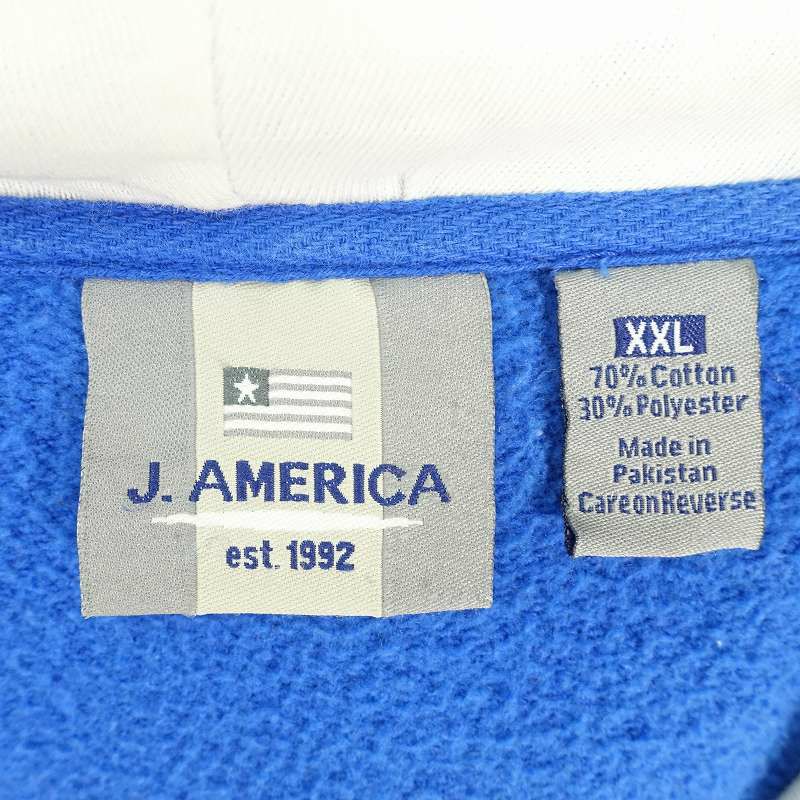 J. AMERICA
est. 1992
XXL
70% Cotton
30% Polyester
Made in
Pakistan
CareonReverse